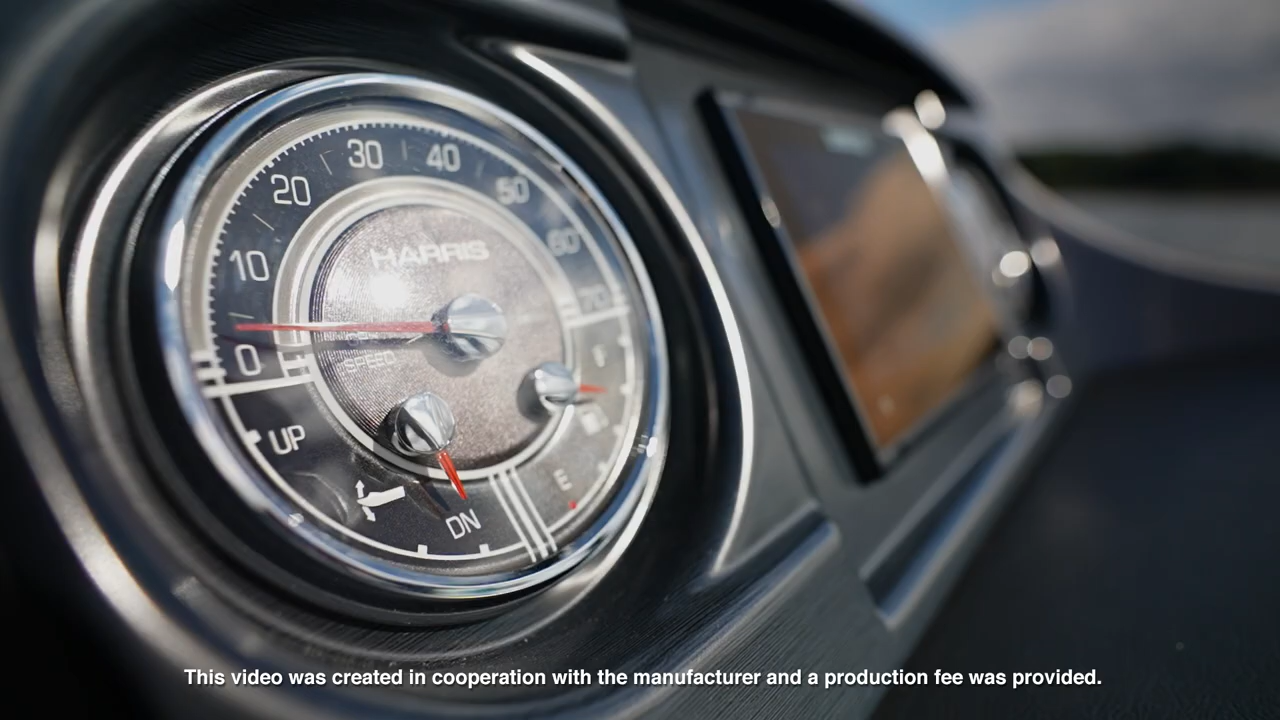 30 40
20 50
HARRIS
60
10
70
0
SPEED
F
UP
E
DN
This video was created in cooperation with the manufacturer and a production fee was provided.